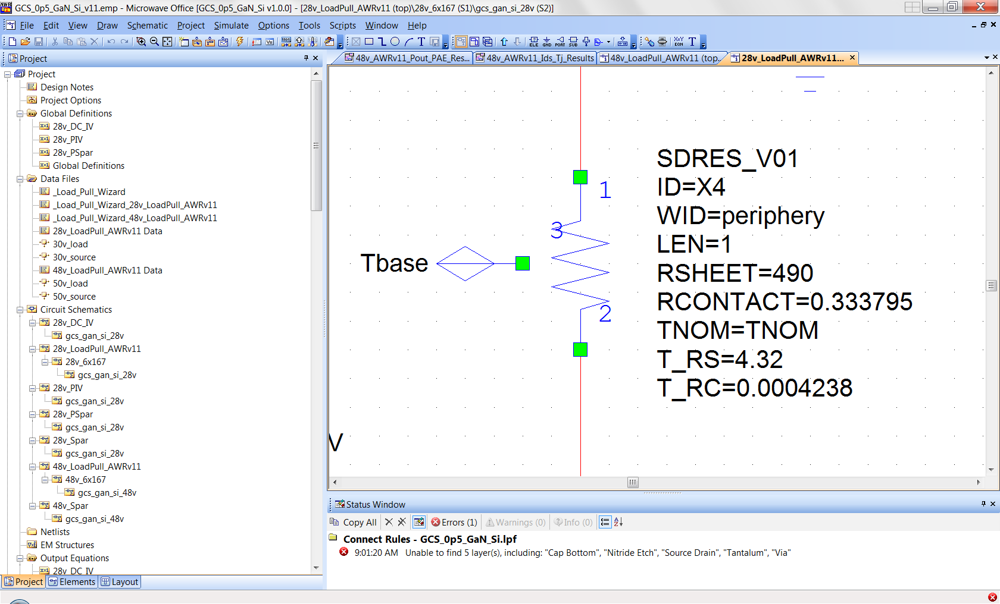 GCS_0p5_GaN_Si_v11.emp - Microwave Office [GCS_0p5_GaN_Si v1.0.0] - [28v_LoadPull_AWRv11 (top)\28v_6x167 (S1)\gcs_gan_si_28v (S2)]
File Edit View Draw Schematic Project Simulate Options Tools Scripts Window Help
Project
48v_AWRv11_Pout_PAE_Res...
48v_AWRv11_Ids_Tj_Results
48v_LoadPull_AWRv11 (top...
28v_LoadPull_AWRv11...
Project
Design Notes
Project Options
Global Definitions
28v_DC_IV
28v_PIV
28v_PSpar
Global Definitions
Data Files
_Load_Pull_Wizard
_Load_Pull_Wizard_28v_LoadPull_AWRv11
_Load_Pull_Wizard_48v_LoadPull_AWRv11
28v_LoadPull_AWRv11 Data
30v_load
30v_source
48v_LoadPull_AWRv11 Data
50v_load
50v_source
Circuit Schematics
28v_DC_IV
gcs_gan_si_28v
28v_LoadPull_AWRv11
28v_6x167
gcs_gan_si_28v
28v_PIV
gcs_gan_si_28v
28v_PSpar
gcs_gan_si_28v
28v_Spar
gcs_gan_si_28v
48v_LoadPull_AWRv11
48v_6x167
gcs_gan_si_48v
48v_Spar
gcs_gan_si_48v
Netlists
EM Structures
Output Equations
28v_DC_IV
Project Elements Layout
1
3
Tbase
2
V
SDRES_V01
ID=X4
WID=periphery
LEN=1
RSHEET=490
RCONTACT=0.333795
TNOM=TNOM
T_RS=4.32
T_RC=0.0004238
Status Window
Copy All Errors (1) Warnings (0) Info (0)
Connect Rules - GCS_0p5_GaN_Si.lpf
9:01:20 AM Unable to find 5 layer(s), including: "Cap Bottom", "Nitride Etch", "Source Drain", "Tantalum", "Via"